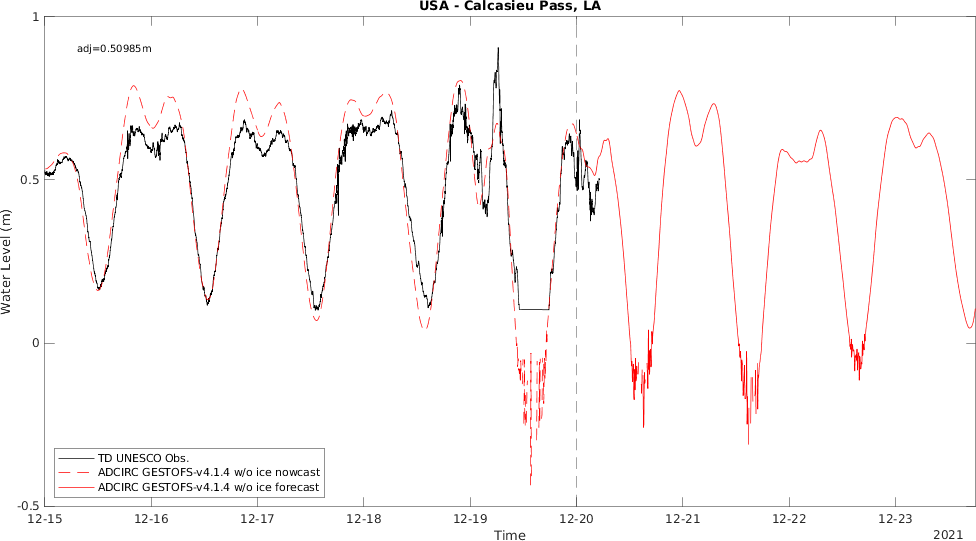 USA - Calcasieu Pass, LA
1
adj=0.50985m
0.5
Water Level (m)
0
TD UNESCO Obs.
ADCIRC GESTOFS-v4.1.4 w/o ice nowcast
ADCIRC GESTOFS-v4.1.4 w/o ice forecast
-0.5
12-15 12-16 12-17 12-18 12-19 12-20 12-21 12-22 12-23
Time
2021